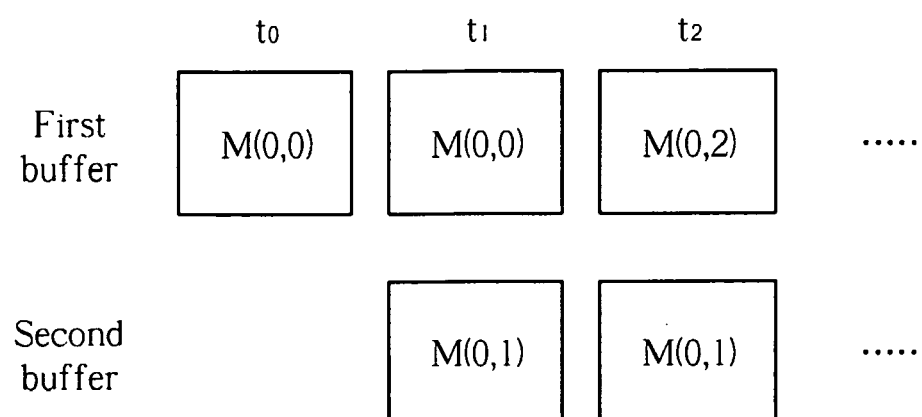 t0 t1 t2
First
buffer
M(0,0) M(0,0) M(0,2) .....
Second
buffer
M(0,1) M(0,1) .....